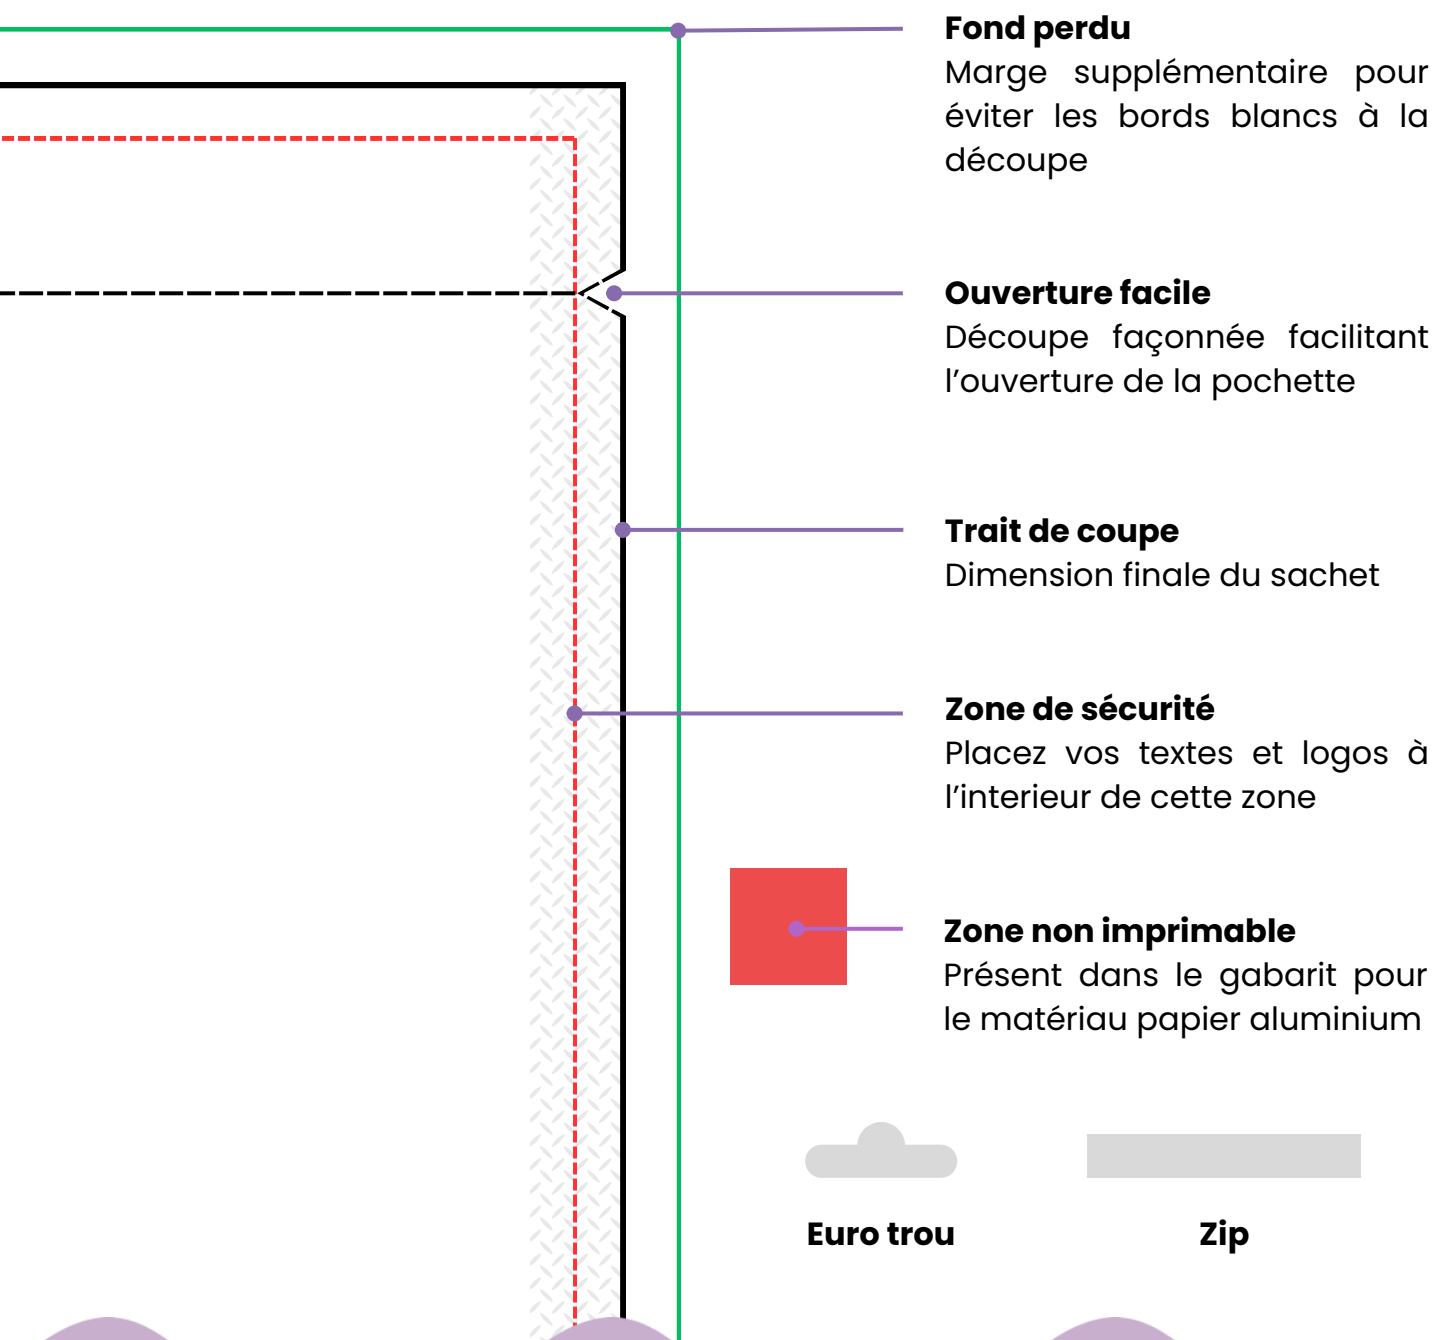 Fond perdu
Marge supplémentaire pour
éviter les bords blancs à la
découpe
Ouverture facile
Découpe façonnée facilitant
l’ouverture de la pochette
Trait de coupe
Dimension finale du sachet
Zone de sécurité
Placez vos textes et logos à
l’interieur de cette zone
Zone non imprimable
Présent dans le gabarit pour
le matériau papier aluminium
Euro trou
Zip